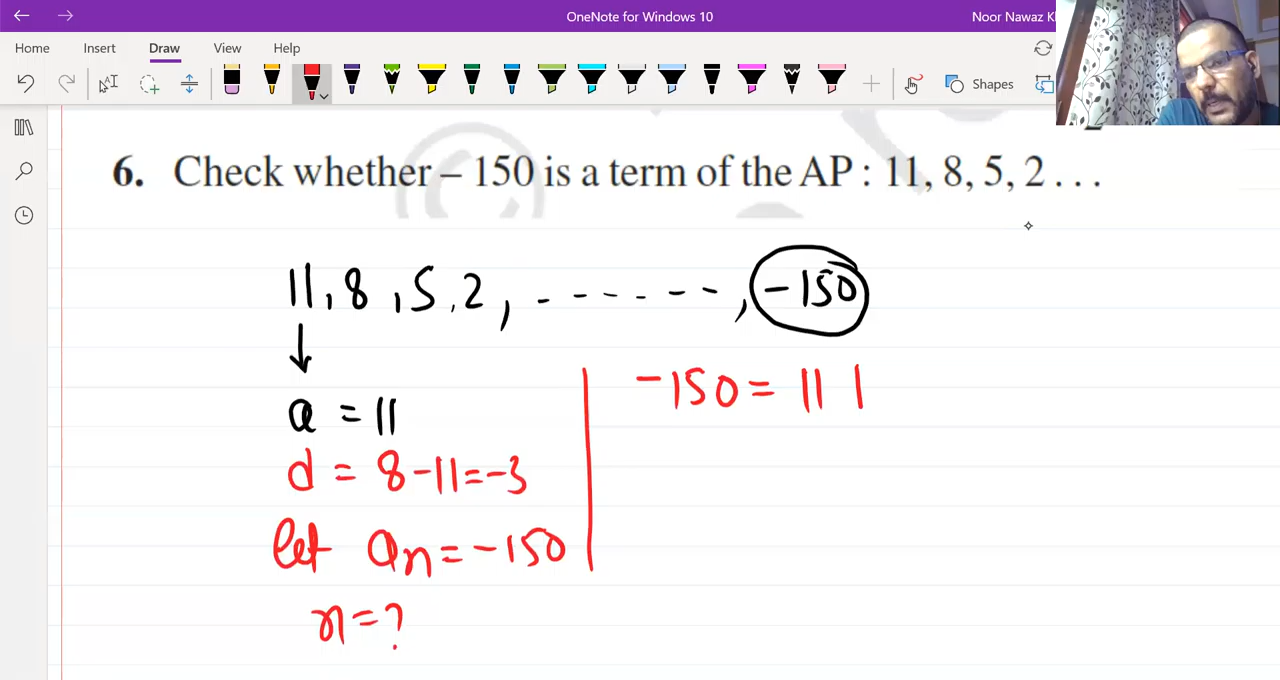 OneNote for Windows 10
Noor Nawaz Kh
Home Insert Draw View Help
Shapes
6. Check whether – 150 is a term of the AP : 11, 8, 5, 2 . . .
11, 8 , 5, 2 , - - - - - - - , -150
a = 11
d = 8 -11 = -3
let an = -150
n = ?
-150 = 11 |